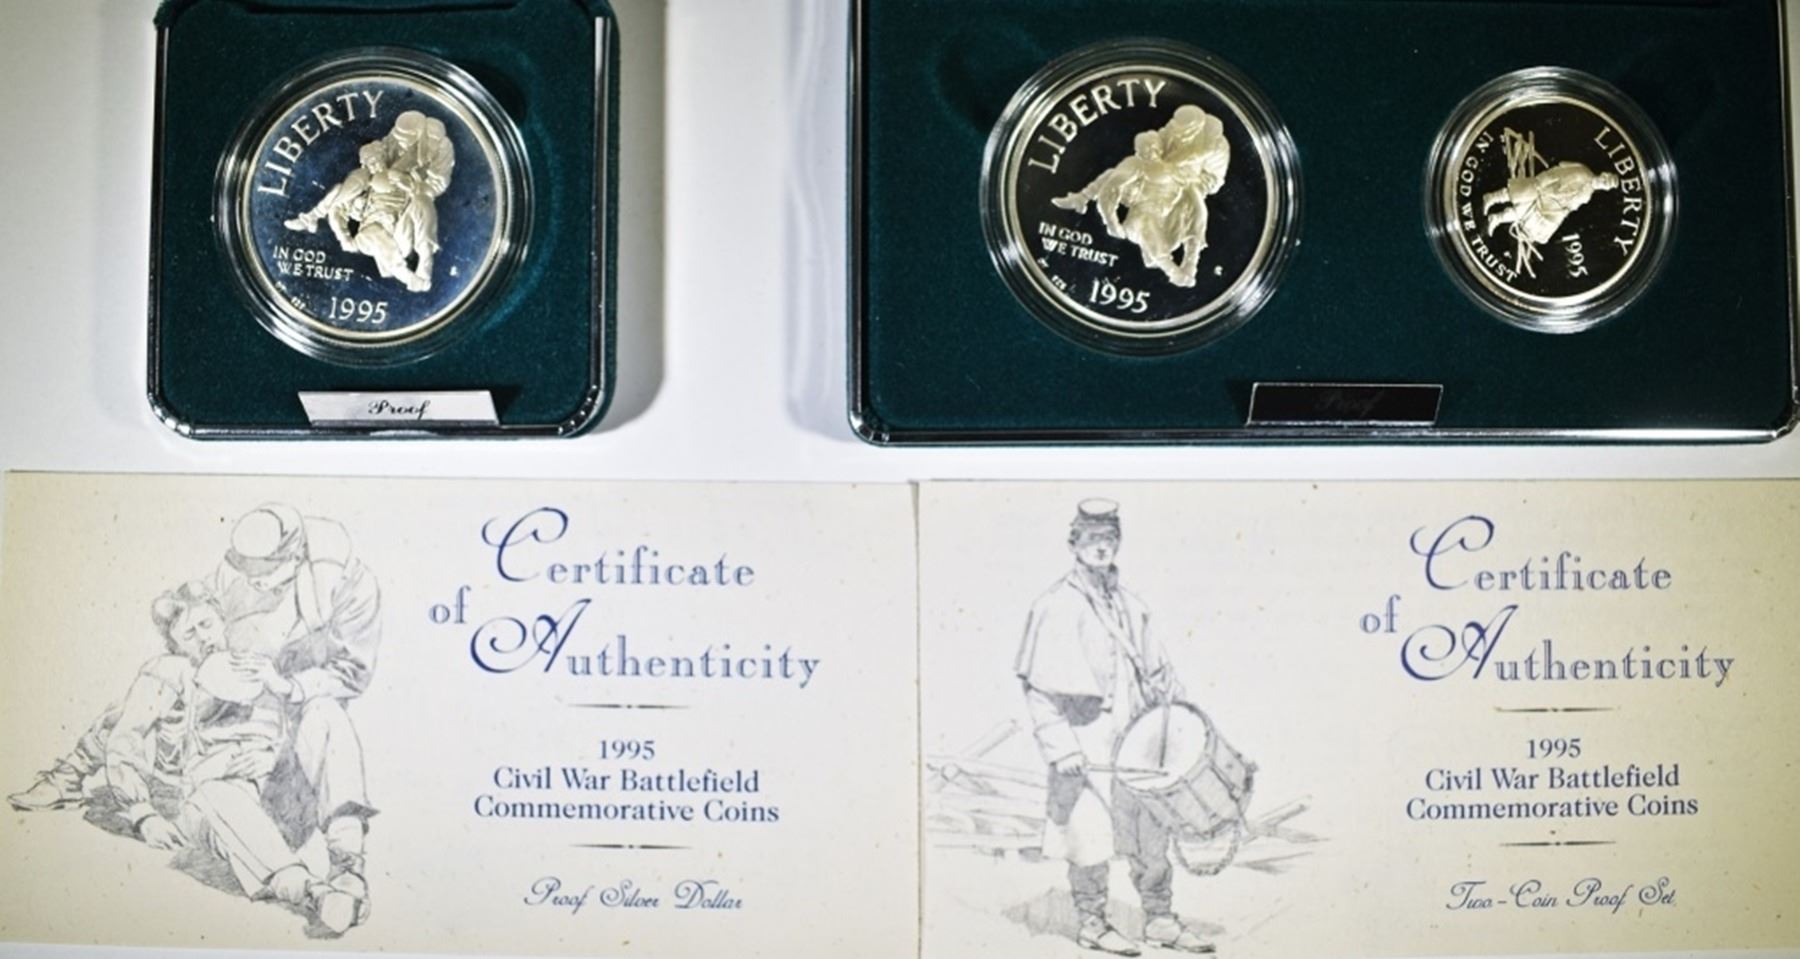 LIBERTY
IN GOD
WE TRUST
1995
Proof
LIBERTY
IN GOD
WE TRUST
1995
LIBERTY
IN GOD WE TRUST
1995
Proof
Certificate
of Authenticity
1995
Civil War Battlefield
Commemorative Coins
Proof Silver Dollar
Certificate
of Authenticity
1995
Civil War Battlefield
Commemorative Coins
Two-Coin Proof Set